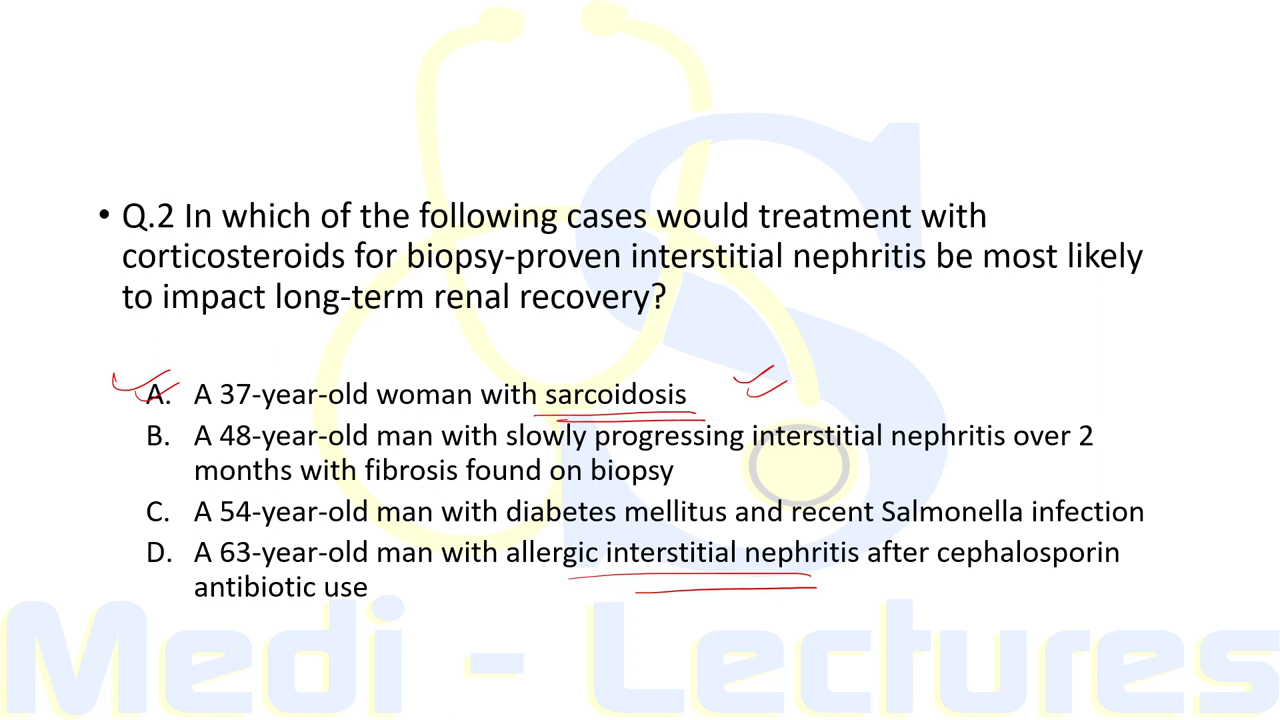 • Q.2 In which of the following cases would treatment with
corticosteroids for biopsy-proven interstitial nephritis be most likely
to impact long-term renal recovery?
A. A 37-year-old woman with sarcoidosis
B. A 48-year-old man with slowly progressing interstitial nephritis over 2
months with fibrosis found on biopsy
C. A 54-year-old man with diabetes mellitus and recent Salmonella infection
D. A 63-year-old man with allergic interstitial nephritis after cephalosporin
antibiotic use
Medi - Lectures